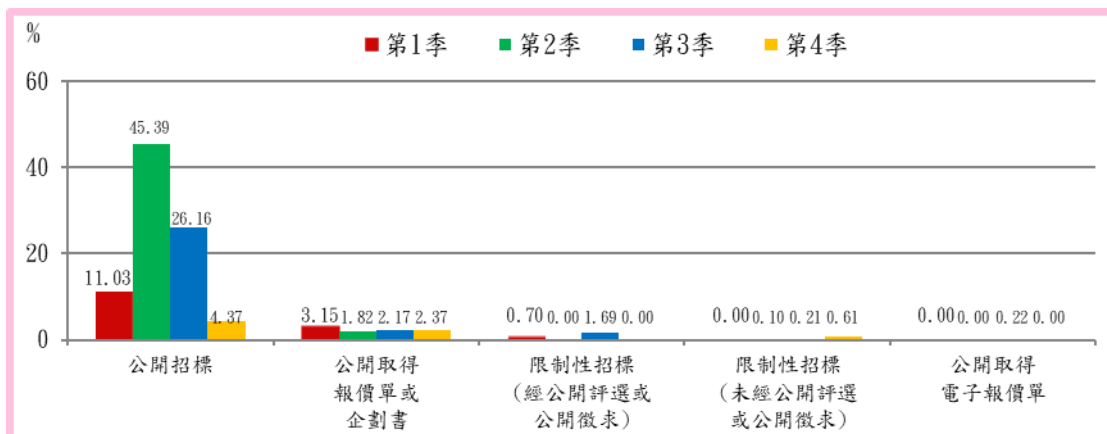 %
第1季 第2季 第3季 第4季
60
40
20
0
45.39
26.16
11.03
4.37
3.15 1.82 2.17 2.37
0.70 0.00 1.69 0.00
0.00 0.10 0.21 0.61
0.00 0.00 0.22 0.00
公開招標
公開取得
報價單或
企劃書
限制性招標
(經公開評選或
公開徵求)
限制性招標
(未經公開評選
或公開徵求)
公開取得
電子報價單